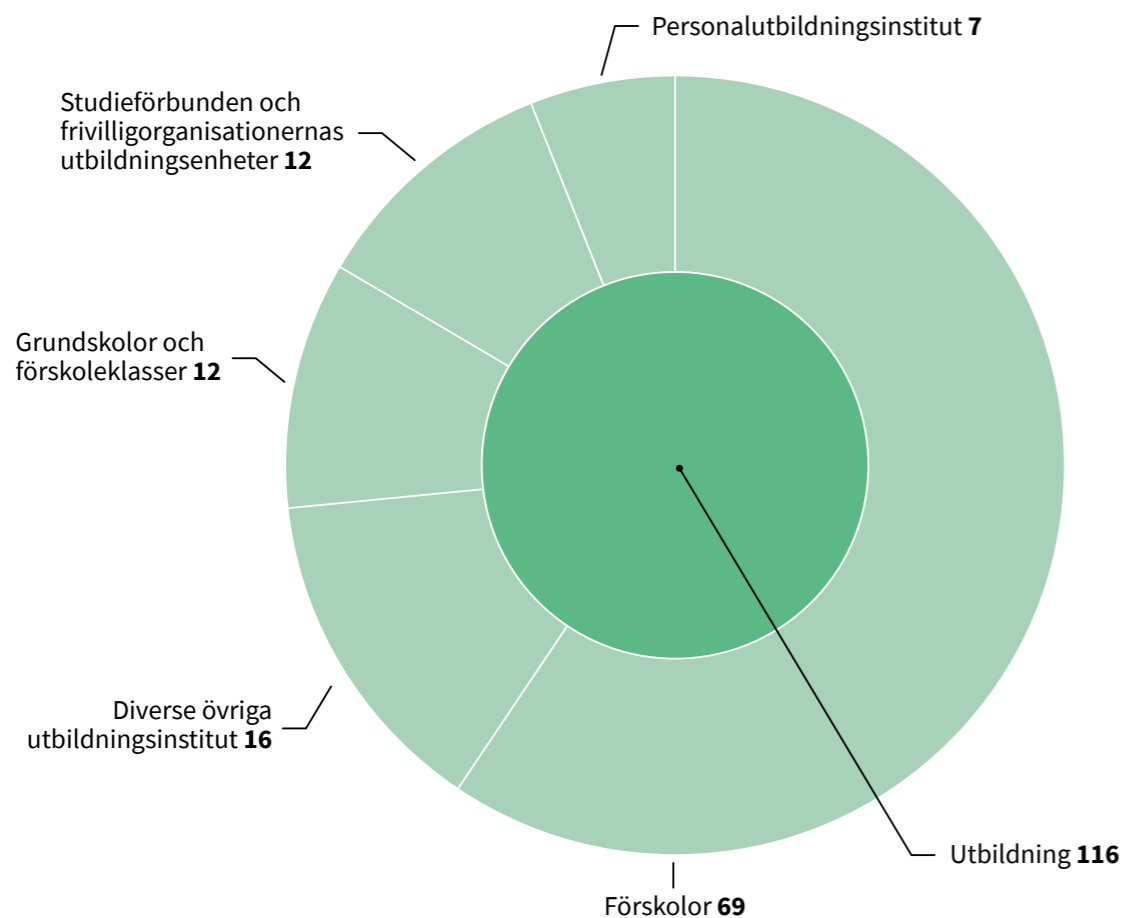 Personalutbildningsinstitut 7
Studieförbunden och
frivilligorganisationernas
utbildningsenheter 12
Grundskolor och
förskoleklasser 12
Diverse övriga
utbildningsinstitut 16
Utbildning 116
Förskolor 69